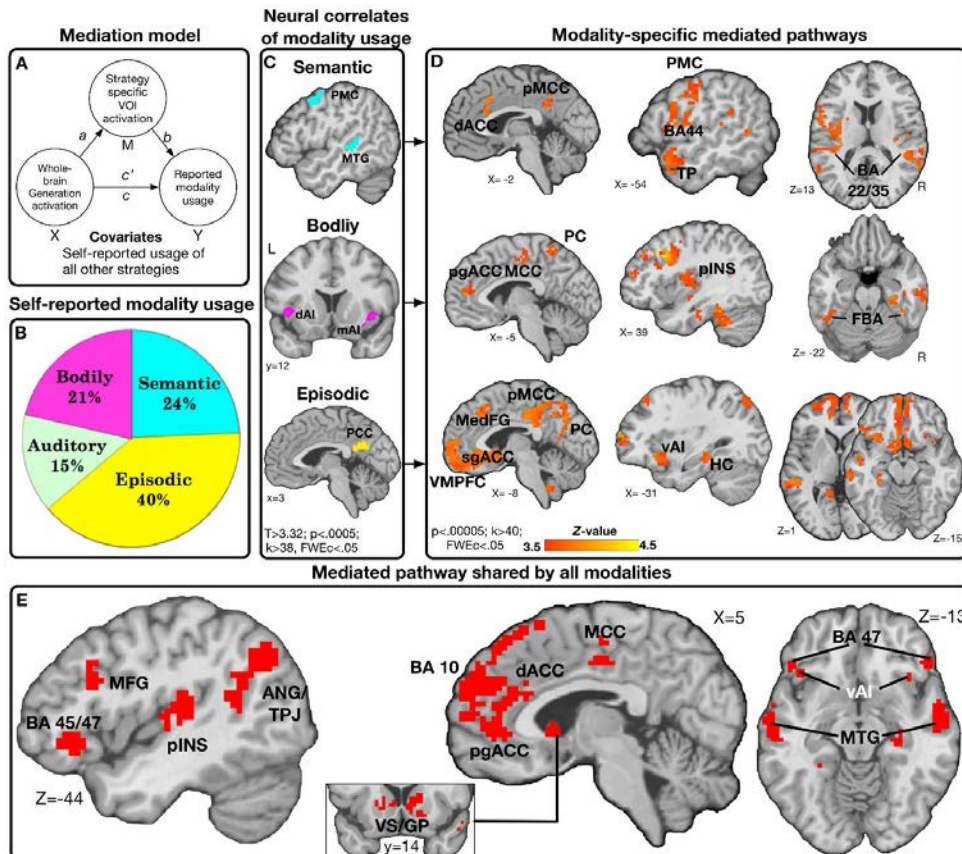 Mediation model
A
Strategy
specific
VOI
activation
M
a
b
Whole-
brain
Generation
activation
c'
c
Reported
modality
usage
X
Covariates
Y
Self-reported usage of
all other strategies
Self-reported modality usage
B
Bodily
21%
Semantic
24%
Auditory
15%
Episodic
40%
Neural correlates
of modality usage
C
Semantic
PMC
MTG
Bodliy
L
dAI
mAI
y=12
Episodic
PCC
x=3
T>3.32; p<.0005;
k>38, FWEc<.05
Modality-specific mediated pathways
D
pMCC
dACC
X= -2
PMC
BA44
TP
X= -54
BA
22/35
Z=13
R
PC
pgACC
MCC
X= -5
pINS
X= 39
FBA
Z= -22
R
pMCC
MedFG
PC
sgACC
VMPFC
X= -8
vAI
HC
X= -31
Z=1
Z=-15
p<.00005; k>40;
FWEc<.05
Z-value
3.5
4.5
Mediated pathway shared by all modalities
E
MFG
BA 45/47
pINS
ANG/
TPJ
Z=-44
X=5
MCC
BA 10
dACC
pgACC
VS/GP
y=14
Z=-13
BA 47
vAI
MTG